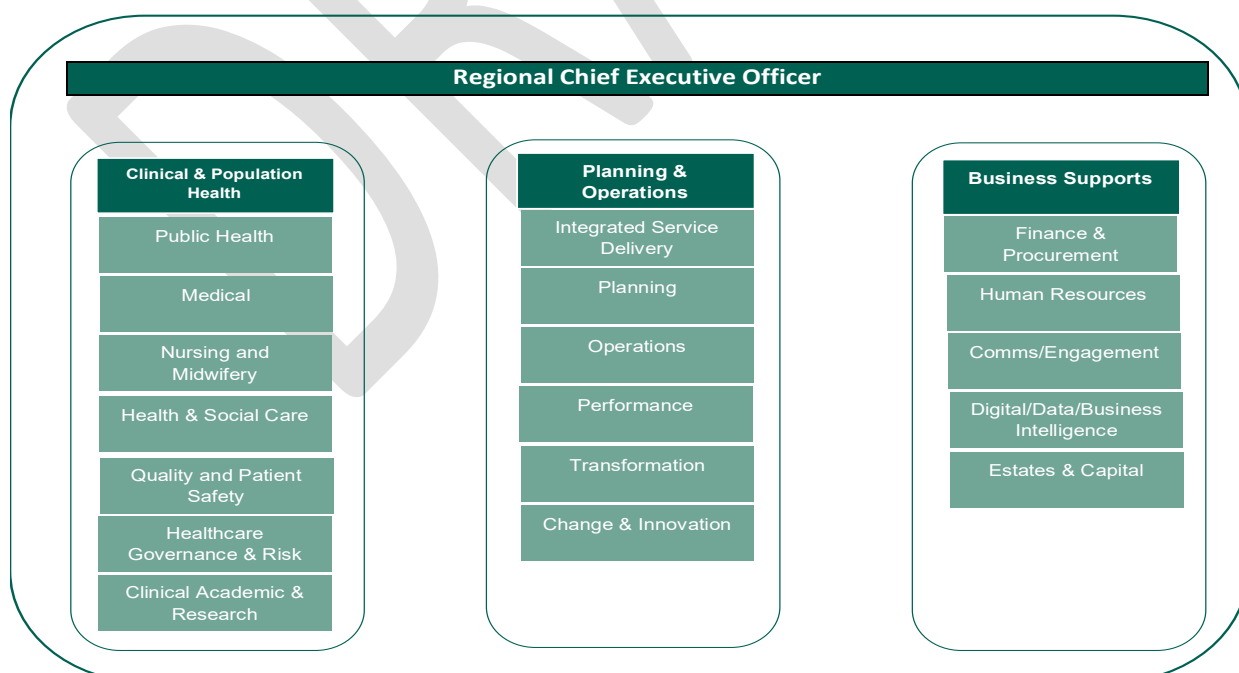 Regional Chief Executive Officer
Clinical & Population
Health
Public Health
Medical
Nursing and
Midwifery
Health & Social Care
Quality and Patient
Safety
Healthcare
Governance & Risk
Clinical Academic &
Research
Planning &
Operations
Integrated Service
Delivery
Planning
Operations
Performance
Transformation
Change & Innovation
Business Supports
Finance &
Procurement
Human Resources
Comms/Engagement
Digital/Data/Business
Intelligence
Estates & Capital